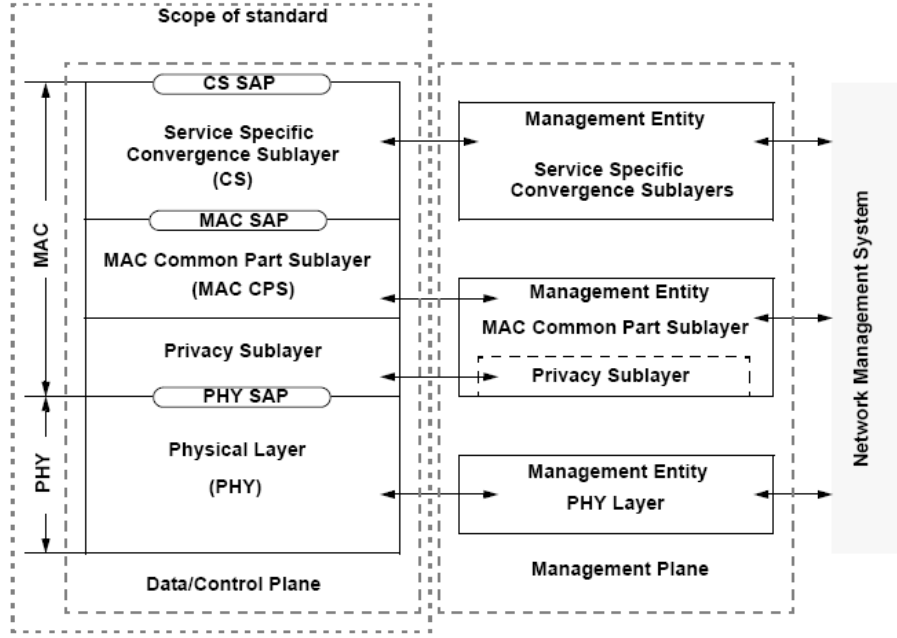 Scope of standard
MAC
PHY
CS SAP
Service Specific
Convergence Sublayer
(CS)
MAC SAP
MAC Common Part Sublayer
(MAC CPS)
Privacy Sublayer
PHY SAP
Physical Layer
(PHY)
Data/Control Plane
Management Entity
Service Specific
Convergence Sublayers
Management Entity
MAC Common Part Sublayer
Privacy Sublayer
Management Entity
PHY Layer
Management Plane
Network Management System